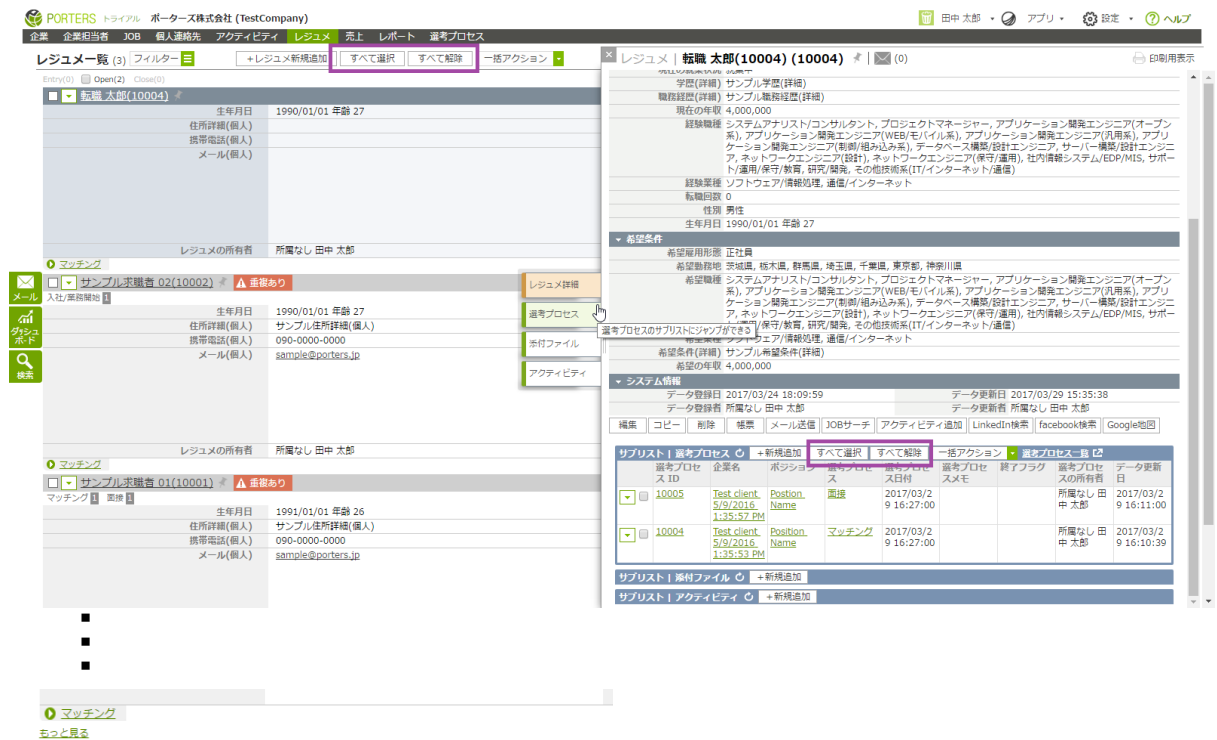 PORTERS トライアル ポーターズ株式会社 (TestCompany)
田中 太郎 アプリ 設定 ヘルプ
企業 企業担当者 JOB 個人連絡先 アクティビティ レジュメ 売上 レポート 選考プロセス
レジュメ一覧 (3) フィルター +レジュメ新規追加 すべて選択 すべて解除 一括アクション
Entry(0) Open(2) Close(0)
転職 太郎(10004)
生年月日 1990/01/01 年齢 27
住所詳細(個人)
携帯電話(個人)
メール(個人)
レジュメの所有者 所属なし 田中 太郎
マッチング
サンプル求職者 02(10002) 重複あり
入社/業務開始 1
生年月日 1990/01/01 年齢 27
住所詳細(個人) サンプル住所詳細(個人)
携帯電話(個人) 090-0000-0000
メール(個人) sample@porters.jp
レジュメの所有者 所属なし 田中 太郎
マッチング
サンプル求職者 01(10001) 重複あり
マッチング 1 面接 1
生年月日 1991/01/01 年齢 26
住所詳細(個人) サンプル住所詳細(個人)
携帯電話(個人) 090-0000-0000
メール(個人) sample@porters.jp
マッチング
もっと見る
メール
ダッシュ
ボード
検索
レジュメ詳細
選考プロセス
添付ファイル
アクティビティ
選考プロセスのサブリストにジャンプができる
レジュメ | 転職 太郎(10004) (10004) (0) 印刷用表示
現在の就業状況 就業中
学歴(詳細) サンプル学歴(詳細)
職務経歴(詳細) サンプル職務経歴(詳細)
現在の年収 4,000,000
経験職種 システムアナリスト/コンサルタント, プロジェクトマネージャー, アプリケーション開発エンジニア(オープン
系), アプリケーション開発エンジニア(WEB/モバイル系), アプリケーション開発エンジニア(汎用系), アプリ
ケーション開発エンジニア(制御/組み込み系), データベース構築/設計エンジニア, サーバー構築/設計エンジニ
ア, ネットワークエンジニア(設計), ネットワークエンジニア(保守/運用), 社内情報システム/EDP/MIS, サポー
ト/運用/保守/教育, 研究/開発, その他技術系(IT/インターネット/通信)
経験業種 ソフトウェア/情報処理, 通信/インターネット
転職回数 0
性別 男性
生年月日 1990/01/01 年齢 27
希望条件
希望雇用形態 正社員
希望勤務地 茨城県, 栃木県, 群馬県, 埼玉県, 千葉県, 東京都, 神奈川県
希望職種 システムアナリスト/コンサルタント, プロジェクトマネージャー, アプリケーション開発エンジニア(オープン
系), アプリケーション開発エンジニア(WEB/モバイル系), アプリケーション開発エンジニア(汎用系), アプリ
ケーション開発エンジニア(制御/組み込み系), データベース構築/設計エンジニア, サーバー構築/設計エンジニ
ア, ネットワークエンジニア(設計), ネットワークエンジニア(保守/運用), 社内情報システム/EDP/MIS, サポー
ト/運用/保守/教育, 研究/開発, その他技術系(IT/インターネット/通信)
希望業種 ソフトウェア/情報処理, 通信/インターネット
希望条件(詳細) サンプル希望条件(詳細)
希望の年収 4,000,000
システム情報
データ登録日 2017/03/24 18:09:59 データ更新日 2017/03/29 15:35:38
データ登録者 所属なし 田中 太郎 データ更新者 所属なし 田中 太郎
編集 コピー 削除 帳票 メール送信 JOBサーチ アクティビティ追加 LinkedIn検索 facebook検索 Google地図
サブリスト | 選考プロセス +新規追加 すべて選択 すべて解除 一括アクション 選考プロセス一覧
選考プロセ 企業名 ポジション 選考プロセ 選考プロセ 選考プロセ 終了フラグ 選考プロセ データ更新
ス ID ス ス日付 スメモ スの所有者 日
10005 Test client Postion 面接 2017/03/2 所属なし 田 2017/03/2
5/9/2016 Name 9 16:27:00 中 太郎 9 16:11:00
1:35:57 PM
10004 Test client Position マッチング 2017/03/2 所属なし 田 2017/03/2
5/9/2016 Name 9 16:27:00 中 太郎 9 16:10:39
1:35:53 PM
サブリスト | 添付ファイル +新規追加
サブリスト | アクティビティ +新規追加